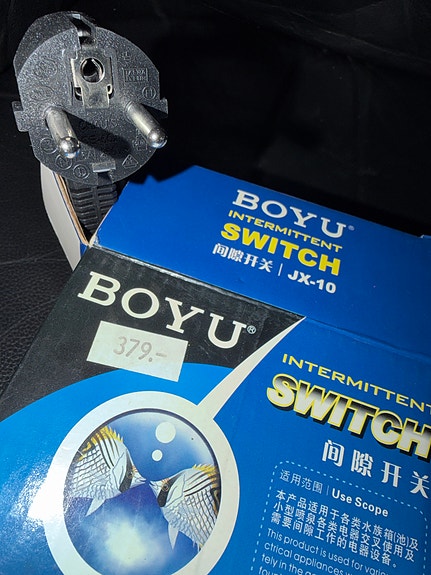 BOYU®
INTERMITTENT
SWITCH
间隙开关 | JX-10
BOYU®
379.-
INTERMITTENT
SWITCH
间隙开关
适用范围 | Use Scope
本产品适用于各类水族箱(池)及
小型喷泉各类电器交叉使用及
需要间隙工作的电器设备。
This product is used for
ctrical appliances
tely in the